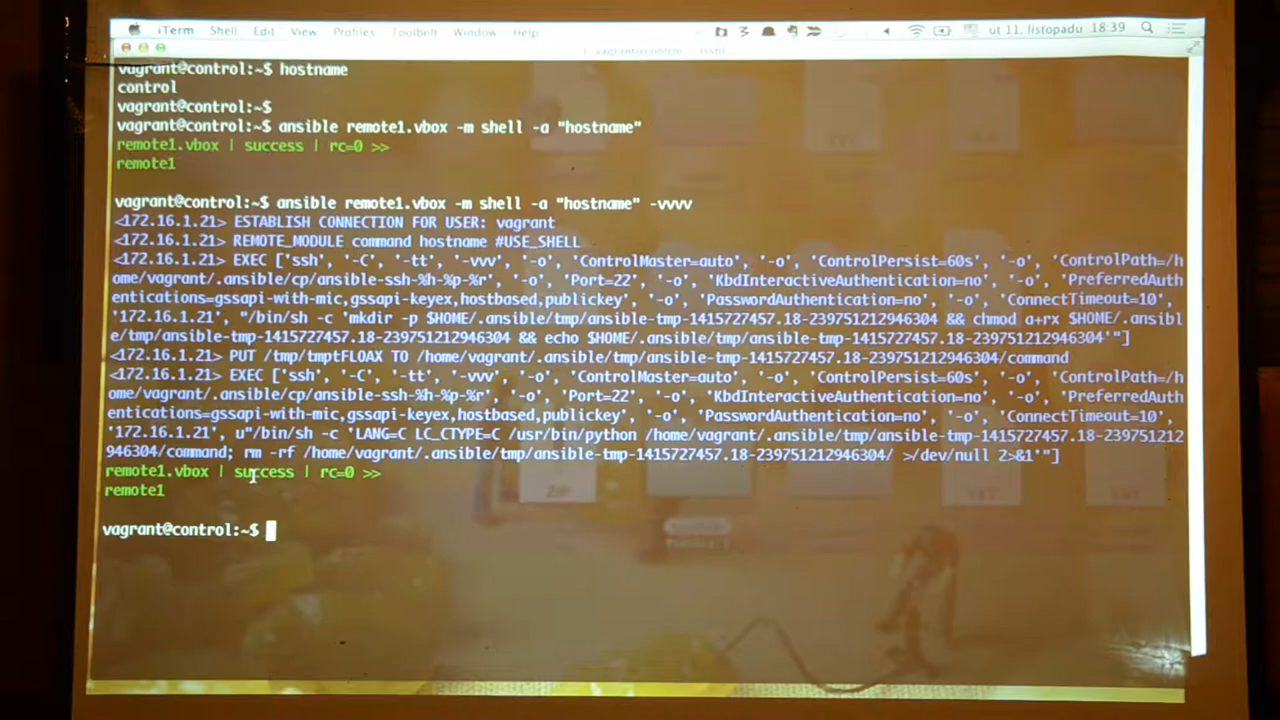 iTerm Shell Edit View Profiles Toolbelt Window Help út 11. listopadu 18:39
vagrant@control:~$ hostname
control
vagrant@control:~$
vagrant@control:~$ ansible remote1.vbox -m shell -a "hostname"
remote1.vbox | success | rc=0 >>
remote1
vagrant@control:~$ ansible remote1.vbox -m shell -a "hostname" -vvvv
<172.16.1.21> ESTABLISH CONNECTION FOR USER: vagrant
<172.16.1.21> REMOTE_MODULE command hostname #USE_SHELL
<172.16.1.21> EXEC ['ssh', '-C', '-tt', '-vvv', '-o', 'ControlMaster=auto', '-o', 'ControlPersist=60s', '-o', 'ControlPath=/h
ome/vagrant/.ansible/cp/ansible-ssh-%h-%p-%r', '-o', 'Port=22', '-o', 'KbdInteractiveAuthentication=no', '-o', 'PreferredAuth
entications=gssapi-with-mic,gssapi-keyex,hostbased,publickey', '-o', 'PasswordAuthentication=no', '-o', 'ConnectTimeout=10',
'172.16.1.21', "/bin/sh -c 'mkdir -p $HOME/.ansible/tmp/ansible-tmp-1415727457.18-239751212946304 && chmod a+rx $HOME/.ansibl
e/tmp/ansible-tmp-1415727457.18-239751212946304 && echo $HOME/.ansible/tmp/ansible-tmp-1415727457.18-239751212946304'"]
<172.16.1.21> PUT /tmp/tmptFLOAX TO /home/vagrant/.ansible/tmp/ansible-tmp-1415727457.18-239751212946304/command
<172.16.1.21> EXEC ['ssh', '-C', '-tt', '-vvv', '-o', 'ControlMaster=auto', '-o', 'ControlPersist=60s', '-o', 'ControlPath=/h
ome/vagrant/.ansible/cp/ansible-ssh-%h-%p-%r', '-o', 'Port=22', '-o', 'KbdInteractiveAuthentication=no', '-o', 'PreferredAuth
entications=gssapi-with-mic,gssapi-keyex,hostbased,publickey', '-o', 'PasswordAuthentication=no', '-o', 'ConnectTimeout=10',
'172.16.1.21', u"/bin/sh -c 'LANG=C LC_CTYPE=C /usr/bin/python /home/vagrant/.ansible/tmp/ansible-tmp-1415727457.18-239751212
946304/command; rm -rf /home/vagrant/.ansible/tmp/ansible-tmp-1415727457.18-239751212946304/ >/dev/null 2>&1'"]
remote1.vbox | success | rc=0 >>
remote1
vagrant@control:~$
ZIP